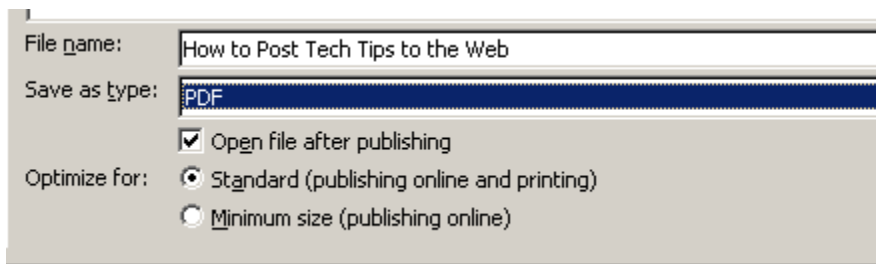 File name: How to Post Tech Tips to the Web
Save as type: PDF
Open file after publishing
Optimize for: Standard (publishing online and printing)
Minimum size (publishing online)